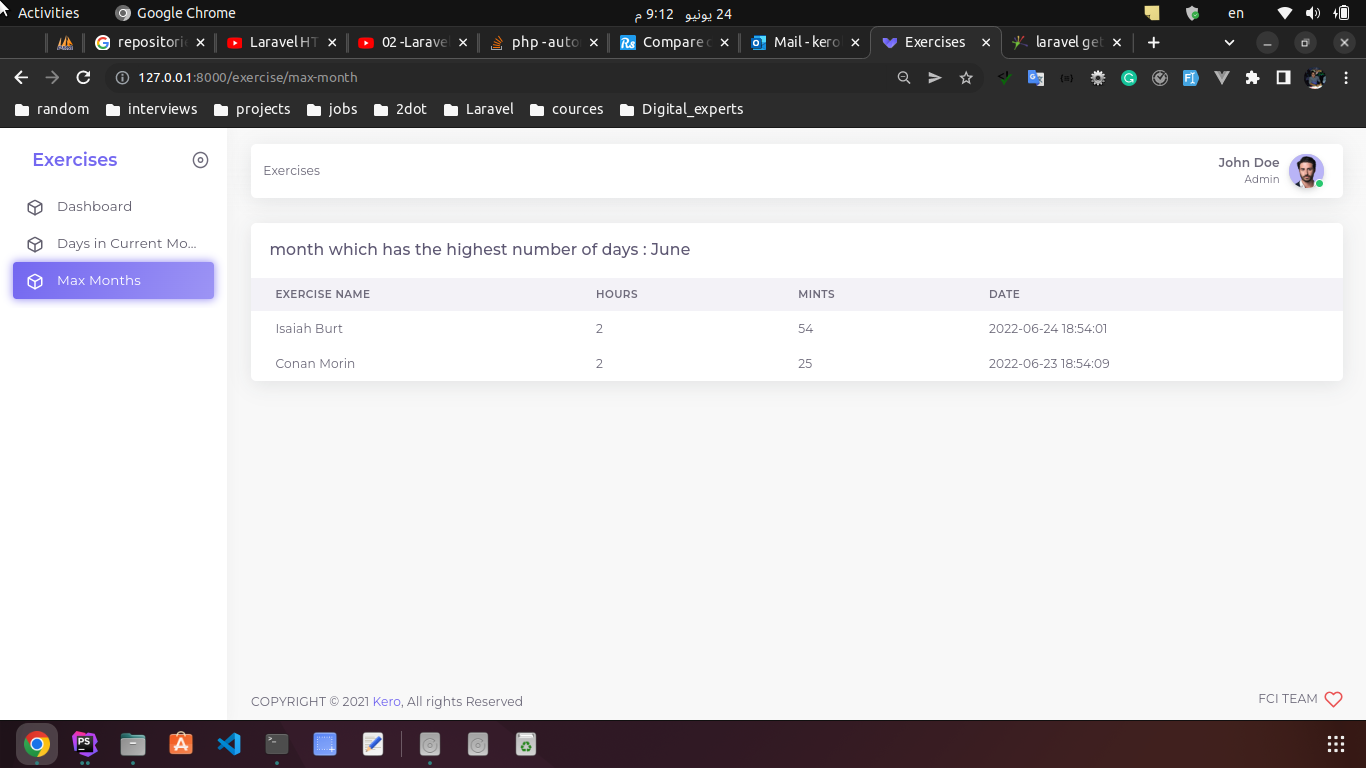 Activities Google Chrome 24 يونيو 9:12 م en
repositorie Laravel HT 02 -Laravel php - auto Compare Mail - kero Exercises laravel get
127.0.0.1:8000/exercise/max-month
random interviews projects jobs 2dot Laravel cources Digital_experts
Exercises
Dashboard
Days in Current Mo...
Max Months
Exercises
John Doe
Admin
month which has the highest number of days : June
EXERCISE NAME HOURS MINTS DATE
Isaiah Burt 2 54 2022-06-24 18:54:01
Conan Morin 2 25 2022-06-23 18:54:09
COPYRIGHT © 2021 Kero, All rights Reserved
FCI TEAM